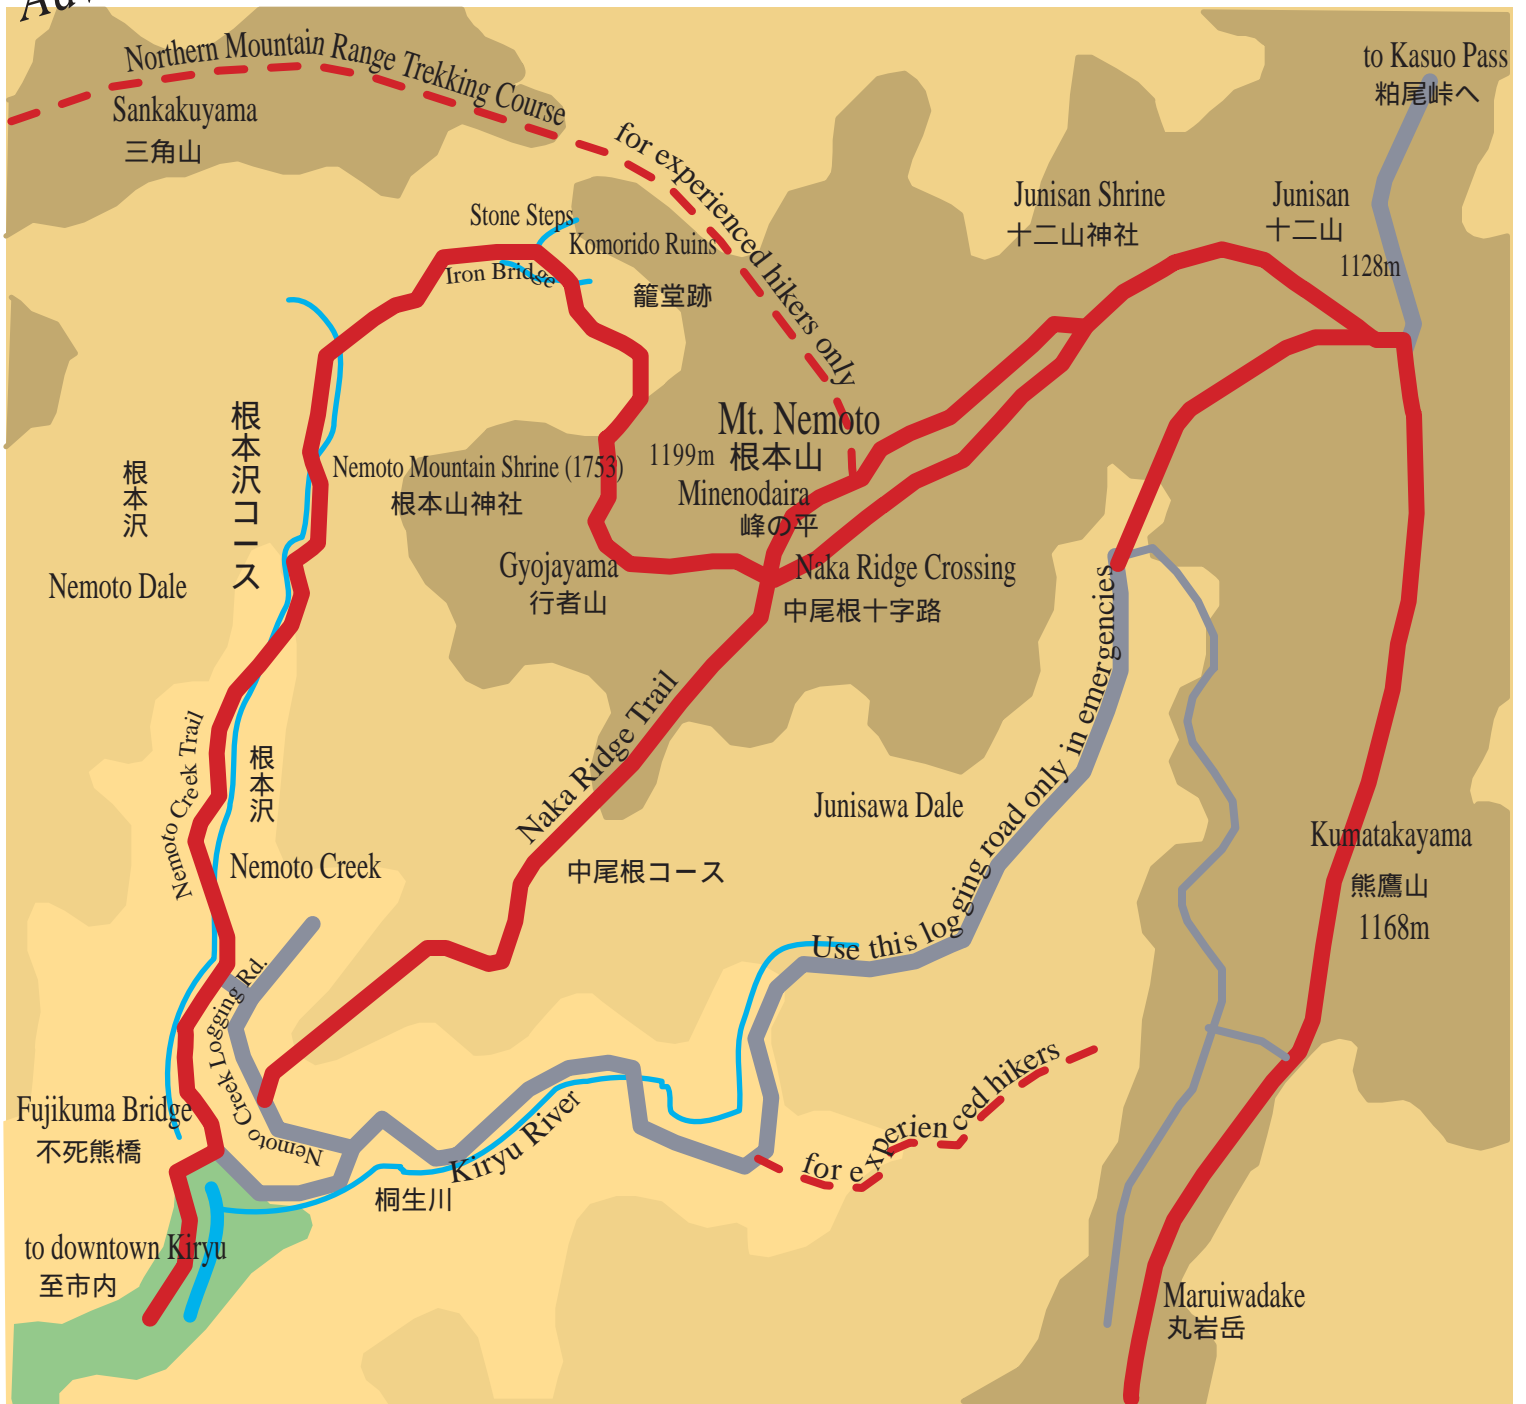 Northern Mountain Range Trekking Course
for experienced hikers only
to Kasuo Pass
粕尾峠へ
Sankakuyama
三角山
Junisan Shrine
十二山神社
Junisan
十二山
1128m
Stone Steps
Komorido Ruins
籠堂跡
Iron Bridge
根本沢コース
根本沢
Nemoto Dale
Mt. Nemoto
1199m
根本山
Nemoto Mountain Shrine (1753)
根本山神社
Minenodaira
峰の平
Gyojayama
行者山
Naka Ridge Crossing
中尾根十字路
Nemoto Creek Trail
根本沢
Nemoto Creek
Naka Ridge Trail
中尾根コース
Junisawa Dale
Use this logging road only in emergencies
Kumatakayama
熊鷹山
1168m
Nemoto Creek Logging Rd.
Fujikuma Bridge
不死熊橋
Kiryu River
桐生川
for experienced hikers
to downtown Kiryu
至市内
Maruiwadake
丸岩岳